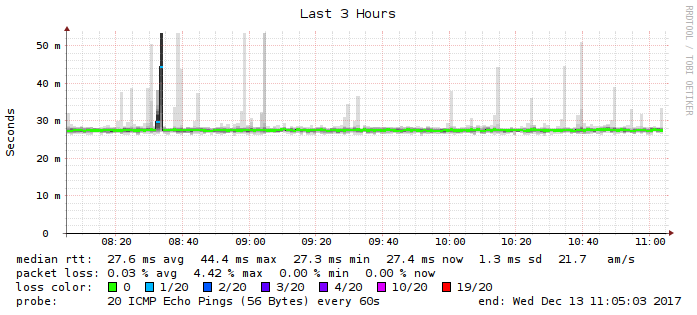 Last 3 Hours
RRDTOOL / TOBI OETIKER
Seconds
50 m
40 m
30 m
20 m
10 m
0
08:20 08:40 09:00 09:20 09:40 10:00 10:20 10:40 11:00
median rtt: 27.6 ms avg 44.4 ms max 27.3 ms min 27.4 ms now 1.3 ms sd 21.7 am/s
packet loss: 0.03 % avg 4.42 % max 0.00 % min 0.00 % now
loss color: 0 1/20 2/20 3/20 4/20 10/20 19/20
probe: 20 ICMP Echo Pings (56 Bytes) every 60s end: Wed Dec 13 11:05:03 2017